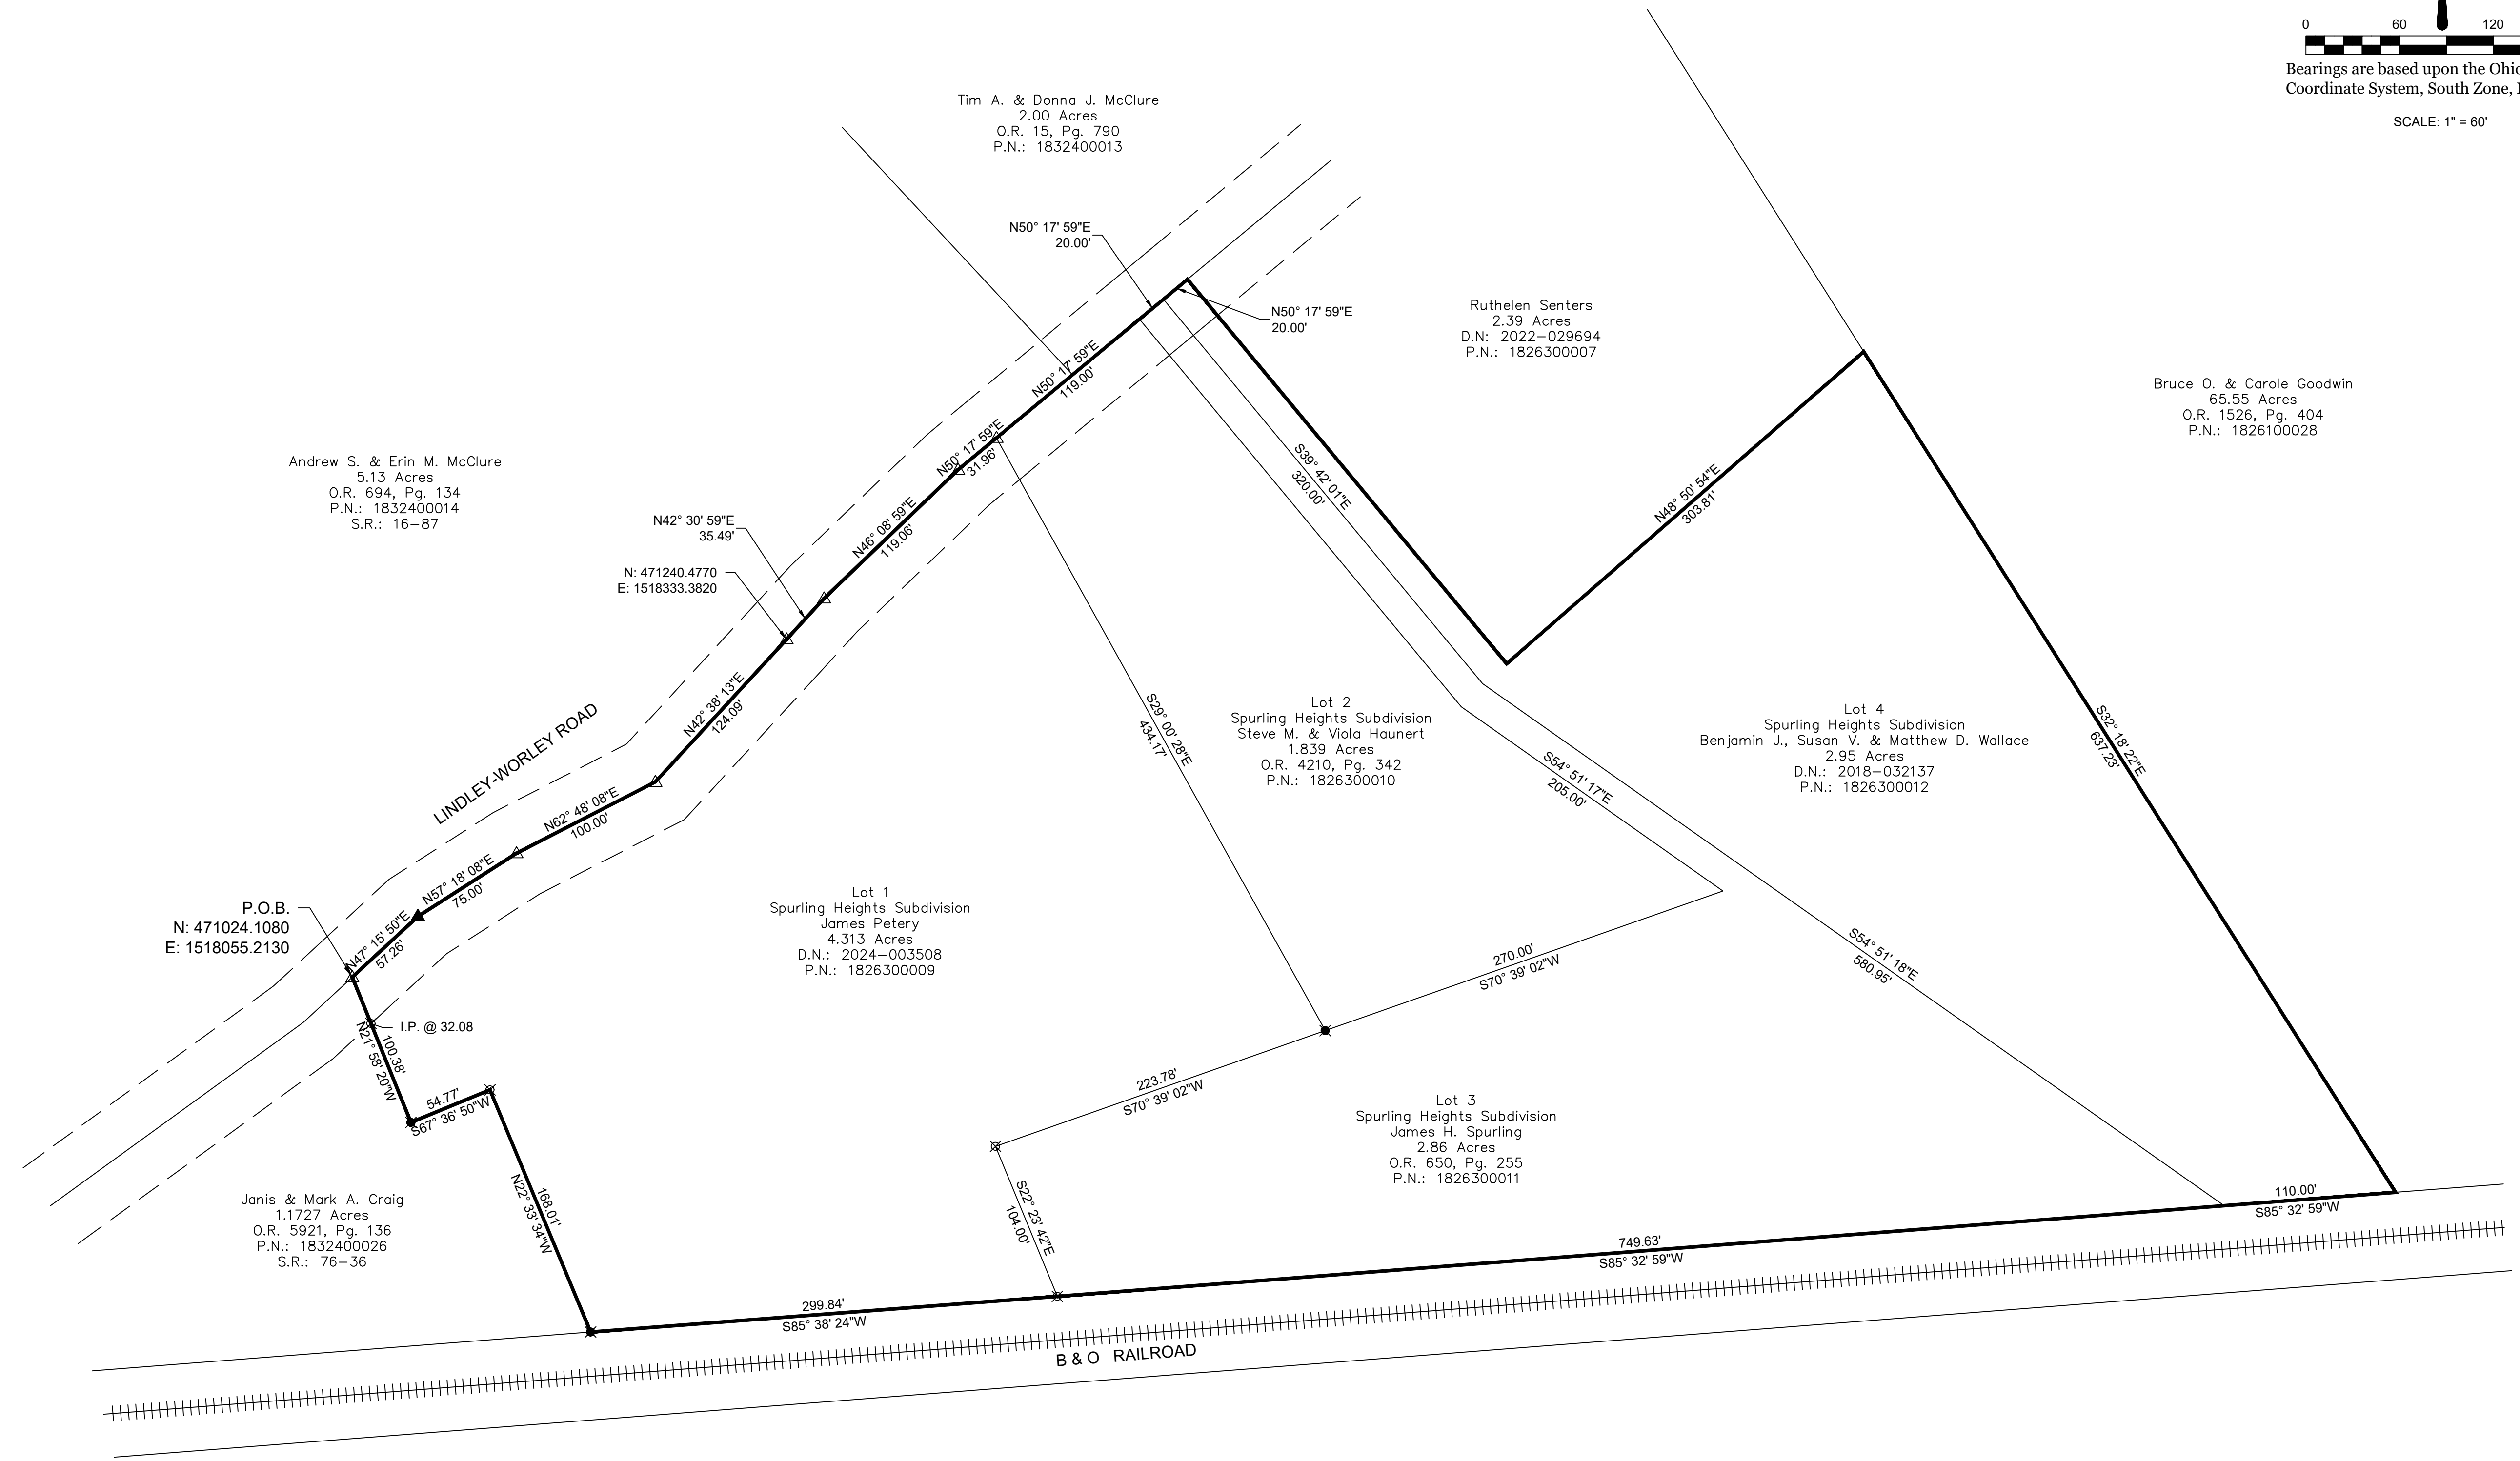 0 60 120
Bearings are based upon the Ohio
Coordinate System, South Zone,
SCALE: 1" = 60'
Tim A. & Donna J. McClure
2.00 Acres
O.R. 15, Pg. 790
P.N.: 1832400013
N50° 17' 59"E
20.00'
N50° 17' 59"E
20.00'
Ruthelen Senters
2.39 Acres
D.N: 2022-029694
P.N.: 1826300007
Bruce O. & Carole Goodwin
65.55 Acres
O.R. 1526, Pg. 404
P.N.: 1826100028
N50° 17' 59"E
119.00'
N50° 17' 59"E
31.96'
Andrew S. & Erin M. McClure
5.13 Acres
O.R. 694, Pg. 134
P.N.: 1832400014
S.R.: 16-87
S39° 42' 01"E
320.00'
N48° 50' 54"E
303.81'
N46° 08' 59"E
119.06'
N42° 30' 59"E
35.49'
N: 471240.4770
E: 1518333.3820
N42° 38' 13"E
124.09'
LINDLEY-WORLEY ROAD
S29° 00' 28"E
434.17'
Lot 2
Spurling Heights Subdivision
Steve M. & Viola Haunert
1.839 Acres
O.R. 4210, Pg. 342
P.N.: 1826300010
Lot 4
Spurling Heights Subdivision
Benjamin J., Susan V. & Matthew D. Wallace
2.95 Acres
D.N.: 2018-032137
P.N.: 1826300012
S32° 18' 22"E
637.23'
S54° 51' 17"E
205.00'
N62° 48' 08"E
100.00'
N57° 18' 08"E
75.00'
P.O.B.
N: 471024.1080
E: 1518055.2130
N47° 15' 50"E
57.26'
Lot 1
Spurling Heights Subdivision
James Petery
4.313 Acres
D.N.: 2024-003508
P.N.: 1826300009
270.00'
S70° 39' 02"W
S54° 51' 18"E
580.95'
I.P. @ 32.08
100.38'
N21° 58' 20"W
54.77'
S67° 36' 50"W
223.78'
S70° 39' 02"W
Lot 3
Spurling Heights Subdivision
James H. Spurling
2.86 Acres
O.R. 650, Pg. 255
P.N.: 1826300011
Janis & Mark A. Craig
1.1727 Acres
O.R. 5921, Pg. 136
P.N.: 1832400026
S.R.: 76-36
168.01'
N22° 33' 34"W
S22° 23' 42"E
104.00'
110.00'
S85° 32' 59"W
749.63'
S85° 32' 59"W
299.84'
S85° 38' 24"W
B & O RAILROAD